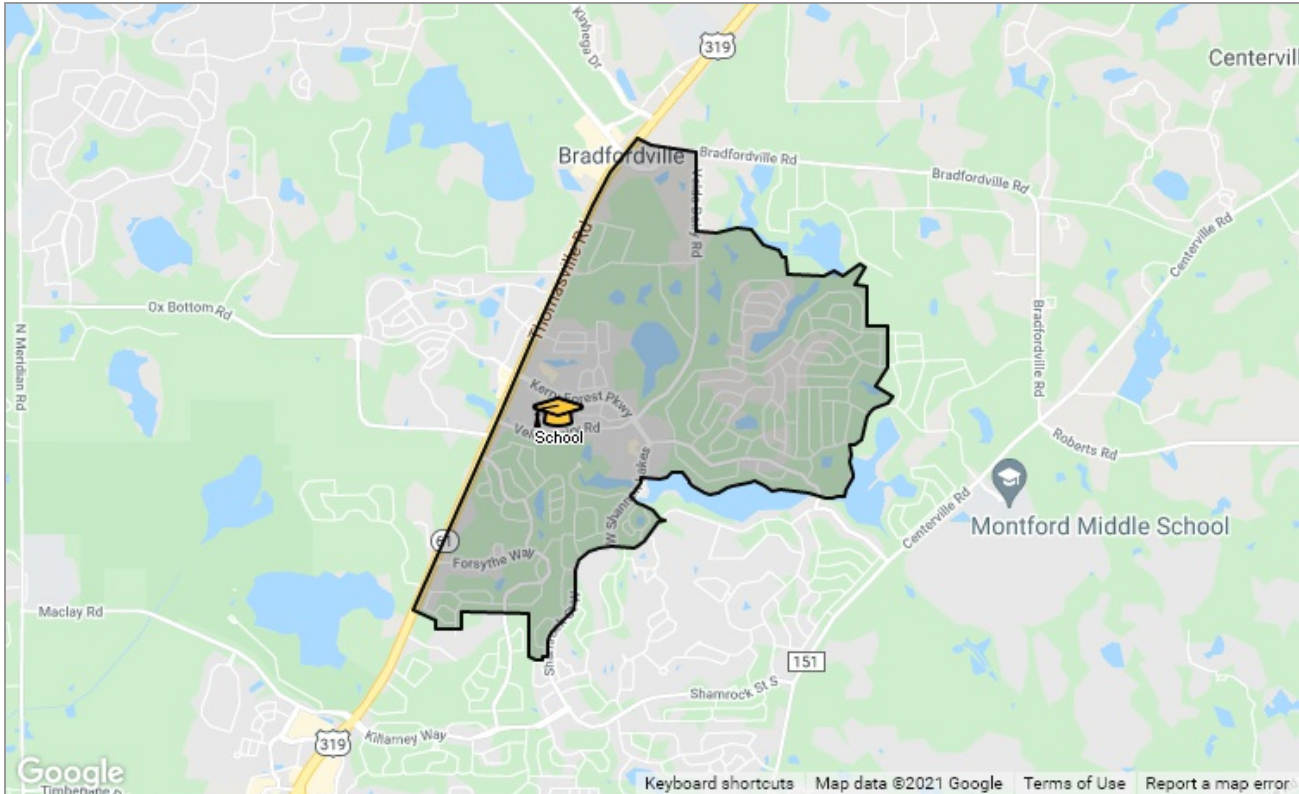 Kinhega Dr
319
Centervill
Bradfordville
Bradfordville Rd
Bradfordville Rd
Centerville Rd
Thomasville Rd
Ox Bottom Rd
N Meridian Rd
Bradfordville Rd
Kerry Forest Pkwy
School
Roberts Rd
Centerville Rd
Montford Middle School
61
Forsythe Way
Maclay Rd
151
Shamrock St S
Killarney Way
319
Google
Keyboard shortcuts
Map data ©2021 Google
Terms of Use
Report a map error